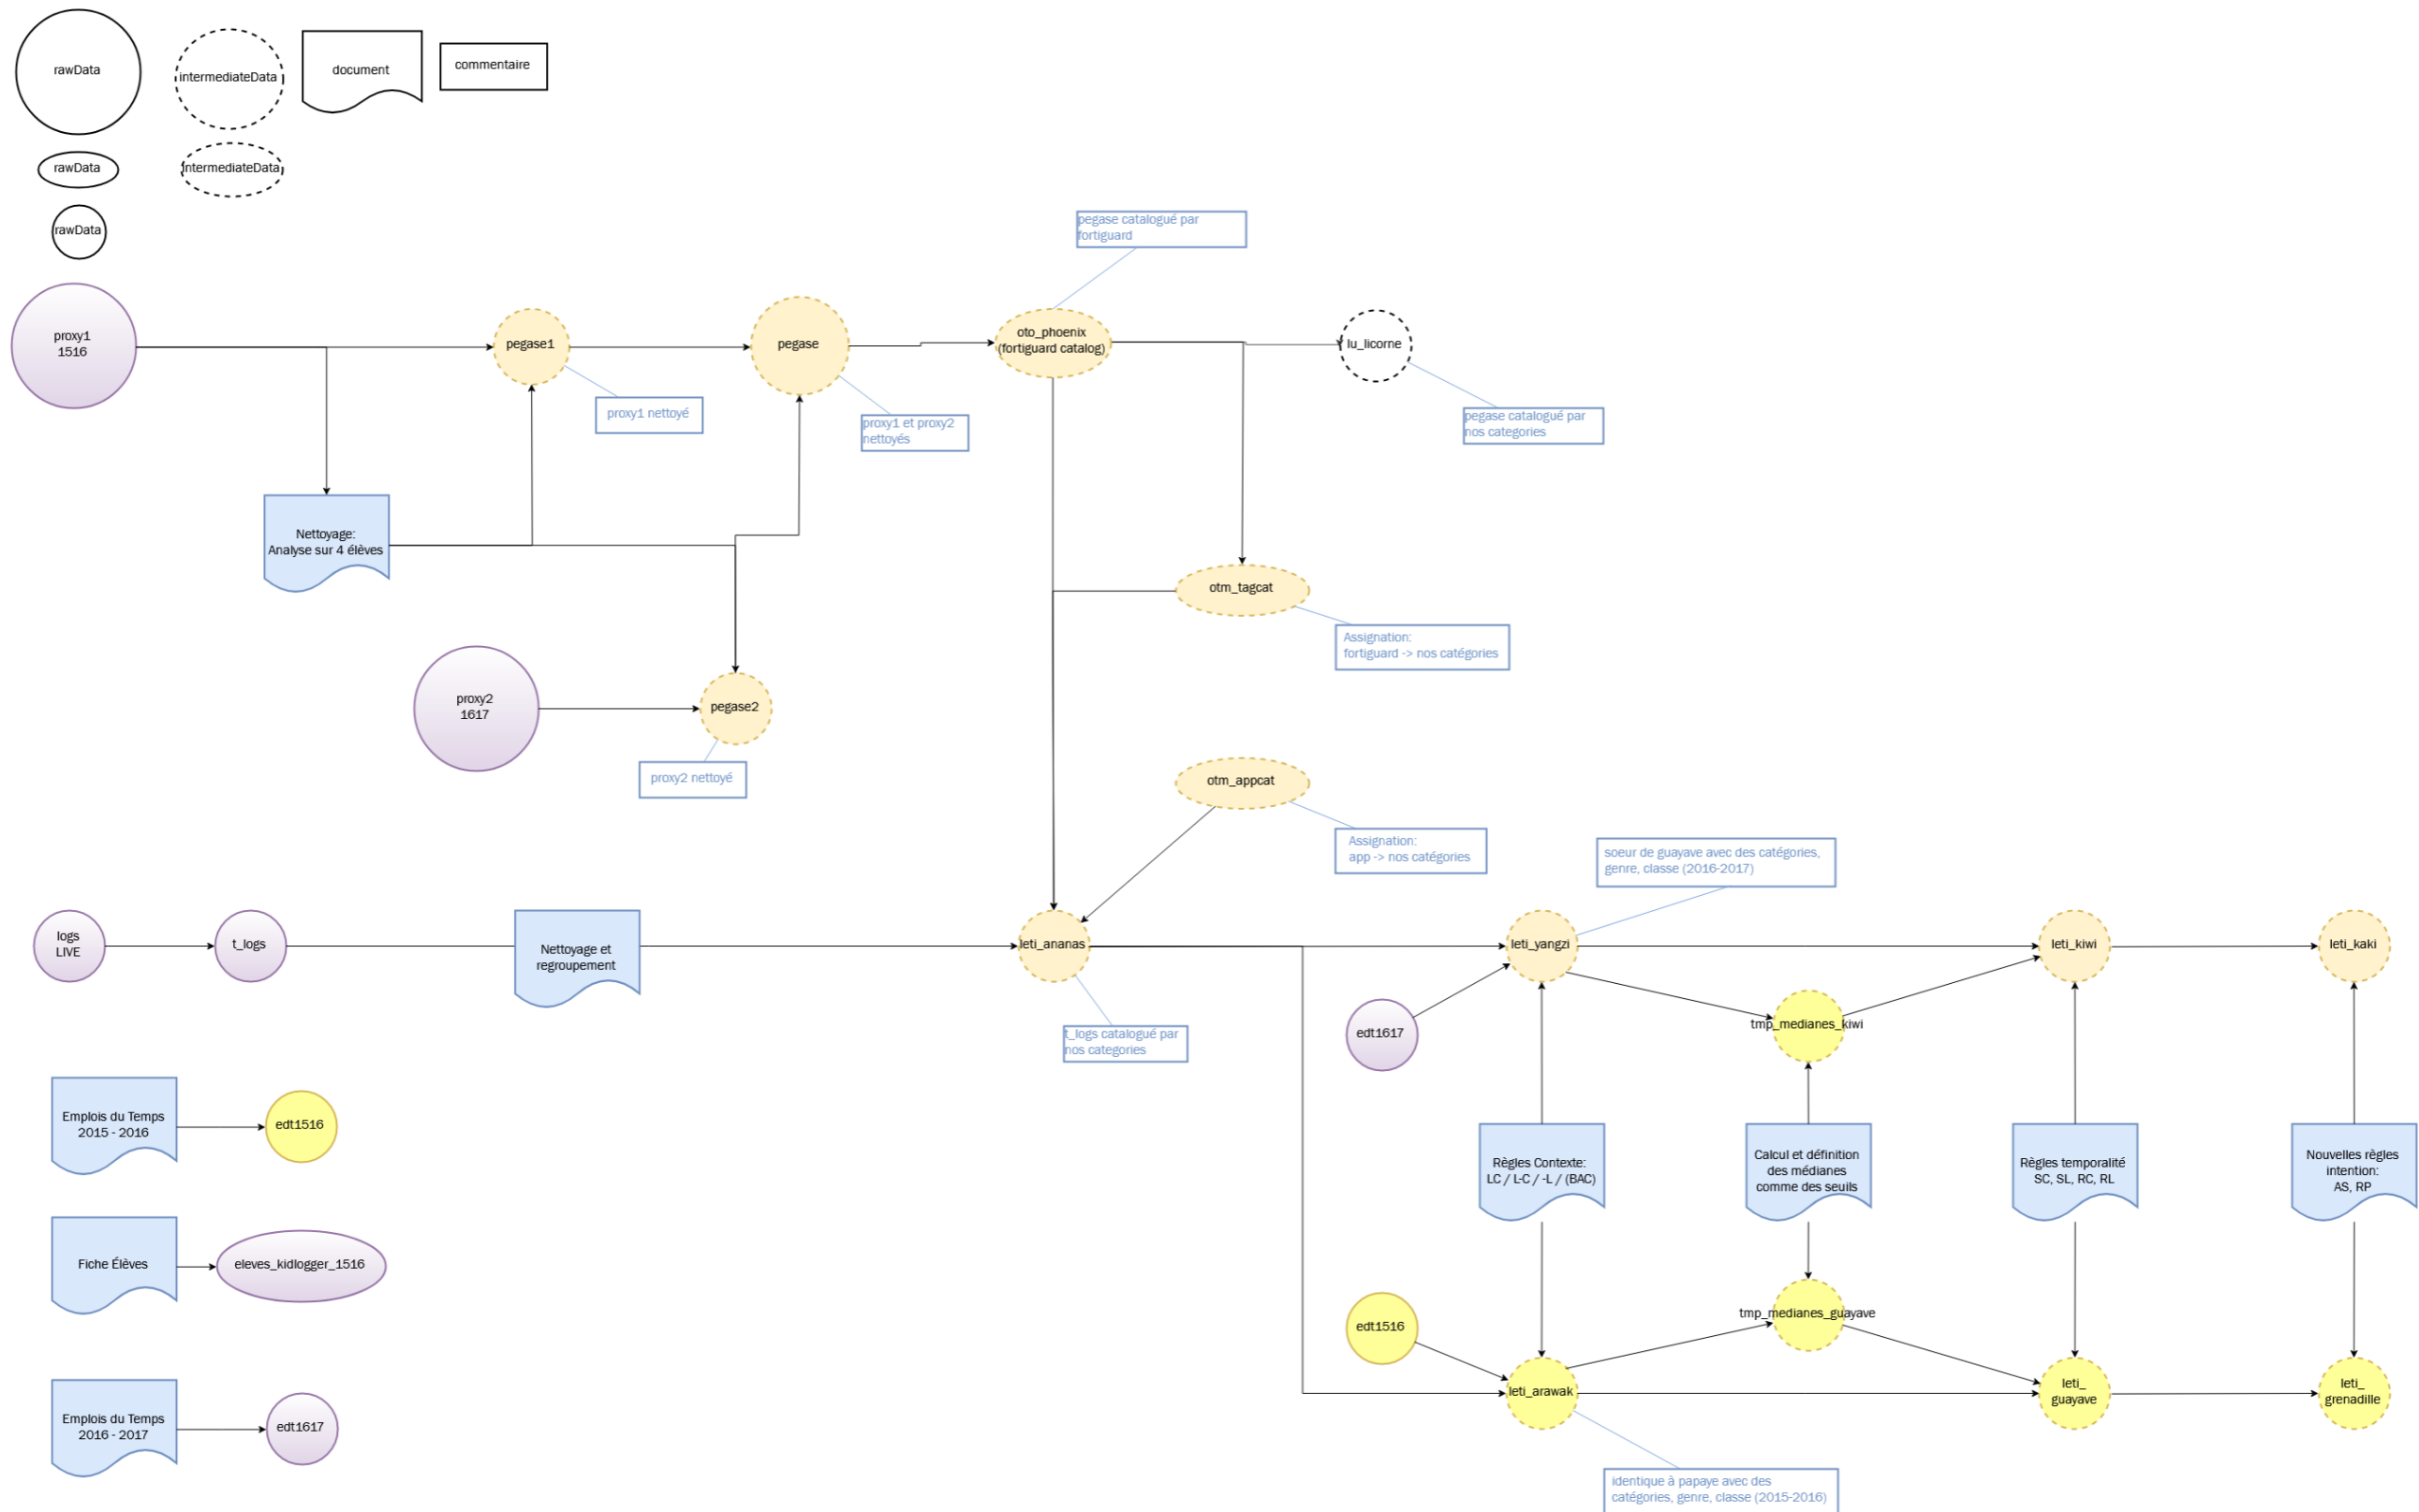 rawData
intermediateData
document
commentaire
rawData
intermediateData
rawData
pegase catalogué par
fortiguard
proxy1
1516
pegase1
pegase
oto_phoenix
(fortiguard catalog)
lu_licorne
proxy1 nettoyé
proxy1 et proxy2
nettoyés
pegase catalogué par
nos categories
Nettoyage:
Analyse sur 4 élèves
otm_tagcat
Assignation:
fortiguard -> nos catégories
proxy2
1617
pegase2
proxy2 nettoyé
otm_appcat
Assignation:
app -> nos catégories
soeur de guayave avec des catégories,
genre, classe (2016-2017)
logs
LIVE
t_logs
Nettoyage et
regroupement
leti_ananas
leti_yangzi
leti_kiwi
leti_kaki
t_logs catalogué par
nos categories
edt1617
tmp_medianes_kiwi
Emplois du Temps
2015 - 2016
edt1516
Règles Contexte:
LC / L-C / -L / (BAC)
Calcul et définition
des médianes
comme des seuils
Règles temporalité
SC, SL, RC, RL
Nouvelles règles
intention:
AS, RP
Fiche Élèves
eleves_kidlogger_1516
edt1516
tmp_medianes_guayave
leti_arawak
leti_
guayave
leti_
grenadille
Emplois du Temps
2016 - 2017
edt1617
identique à papaye avec des
catégories, genre, classe (2015-2016)